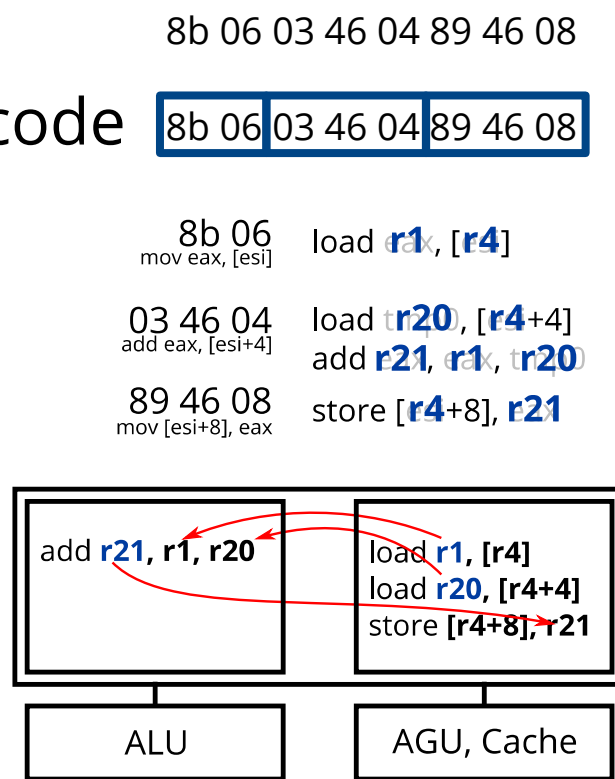 8b 06 03 46 04 89 46 08
code 8b 06 03 46 04 89 46 08
8b 06
mov eax, [esi]
load r1, [r4]
03 46 04
add eax, [esi+4]
load r20, [r4+4]
add r21, r1, r20
89 46 08
mov [esi+8], eax
store [r4+8], r21
add r21, r1, r20
load r1, [r4]
load r20, [r4+4]
store [r4+8], r21
ALU
AGU, Cache